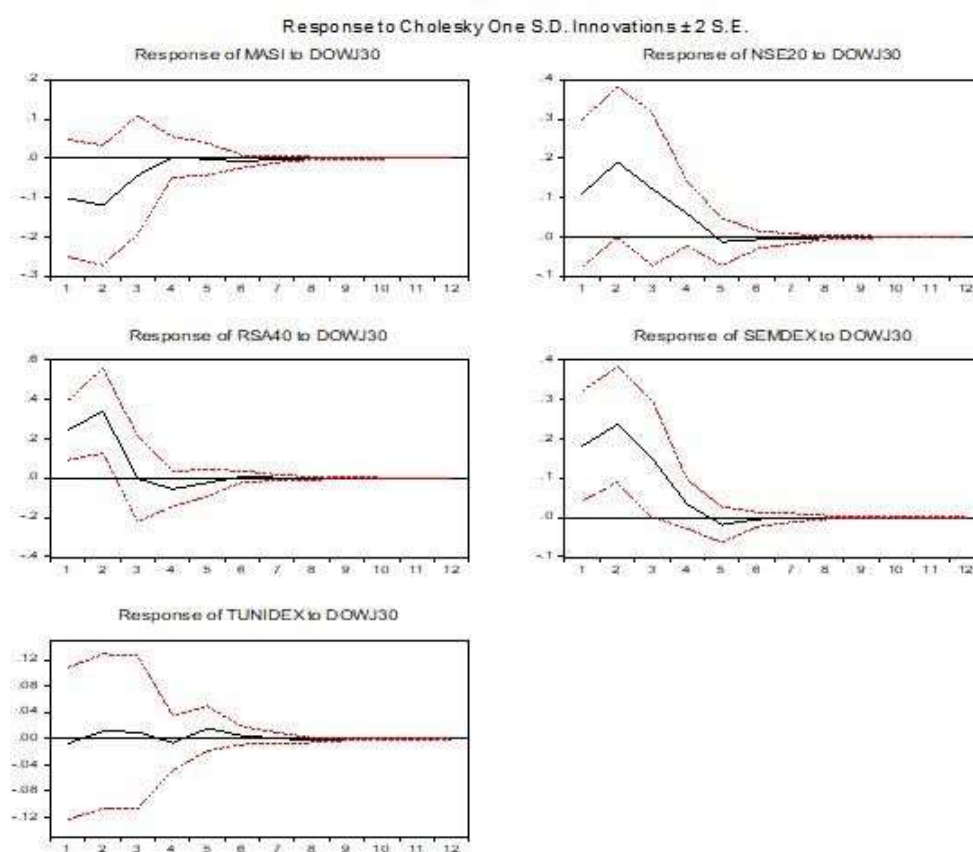 Response to Cholesky One S.D. Innovations ± 2 S.E.
Response of MASI to DOWJ30
.2
.1
.0
-.1
-.2
-.3
1 2 3 4 5 6 7 8 9 10 11 12
Response of NSE20 to DOWJ30
.4
.3
.2
.1
.0
-.1
1 2 3 4 5 6 7 8 9 10 11 12
Response of RSA40 to DOWJ30
.6
.4
.2
.0
-.2
-.4
1 2 3 4 5 6 7 8 9 10 11 12
Response of SEMDEX to DOWJ30
.4
.3
.2
.1
.0
-.1
1 2 3 4 5 6 7 8 9 10 11 12
Response of TUNIDEX to DOWJ30
.12
.08
.04
.00
-.04
-.08
-.12
1 2 3 4 5 6 7 8 9 10 11 12